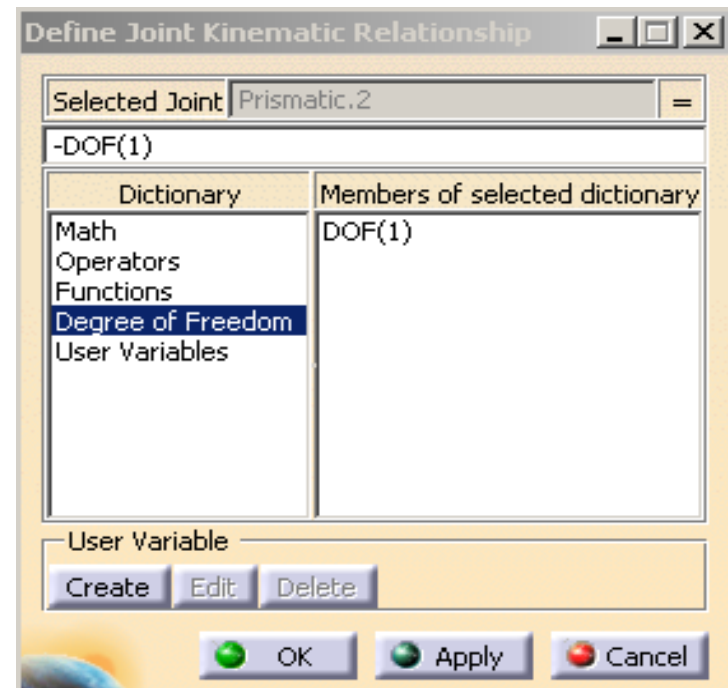 Define Joint Kinematic Relationship
Selected Joint Prismatic.2 =
-DOF(1)
Dictionary Members of selected dictionary
Math DOF(1)
Operators
Functions
Degree of Freedom
User Variables
User Variable
Create Edit Delete
OK Apply Cancel